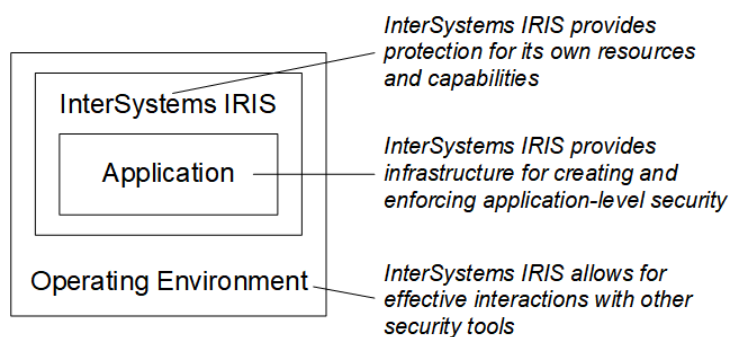 InterSystems IRIS provides
protection for its own resources
and capabilities
InterSystems IRIS
InterSystems IRIS provides
infrastructure for creating and
enforcing application-level security
Application
Operating Environment
InterSystems IRIS allows for
effective interactions with other
security tools